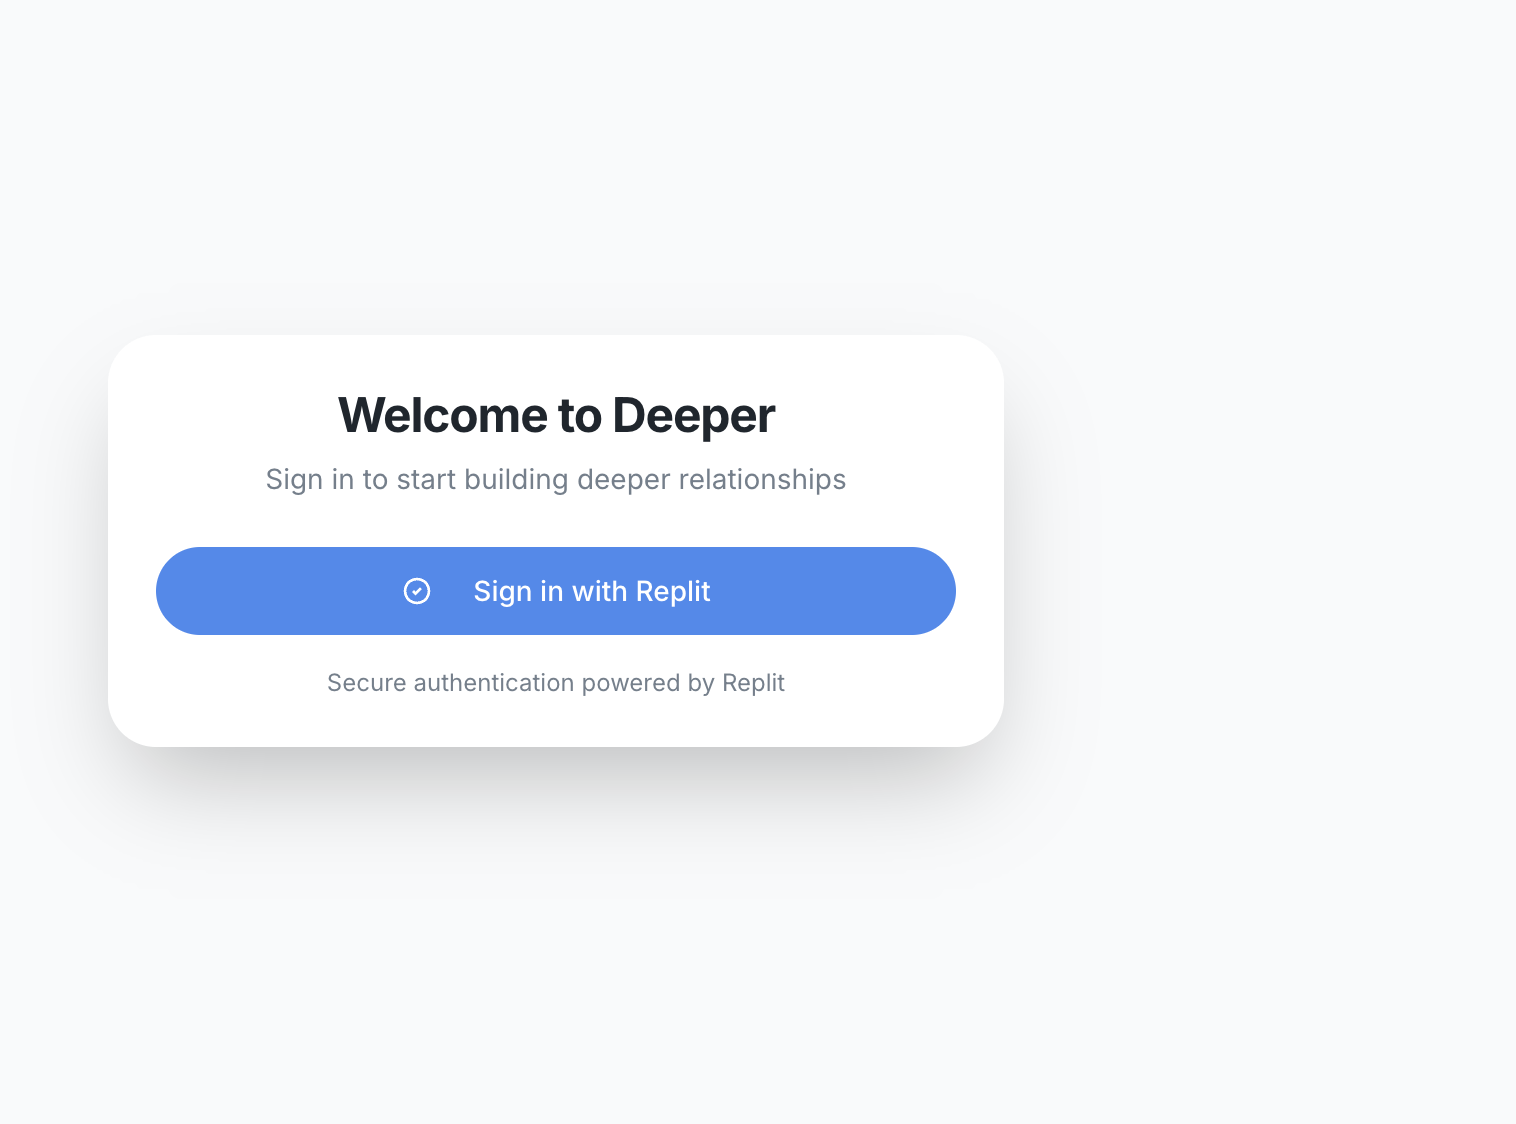 Welcome to Deeper
Sign in to start building deeper relationships
Sign in with Replit
Secure authentication powered by Replit